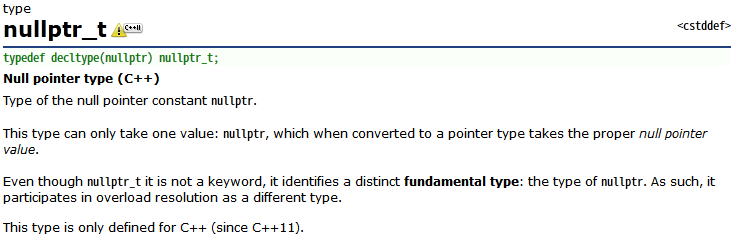 type
nullptr_t C++11
<cstddef>
typedef decltype(nullptr) nullptr_t;
Null pointer type (C++)
Type of the null pointer constant nullptr.
This type can only take one value: nullptr, which when converted to a pointer type takes the proper null pointer
value.
Even though nullptr_t it is not a keyword, it identifies a distinct fundamental type: the type of nullptr. As such, it
participates in overload resolution as a different type.
This type is only defined for C++ (since C++11).